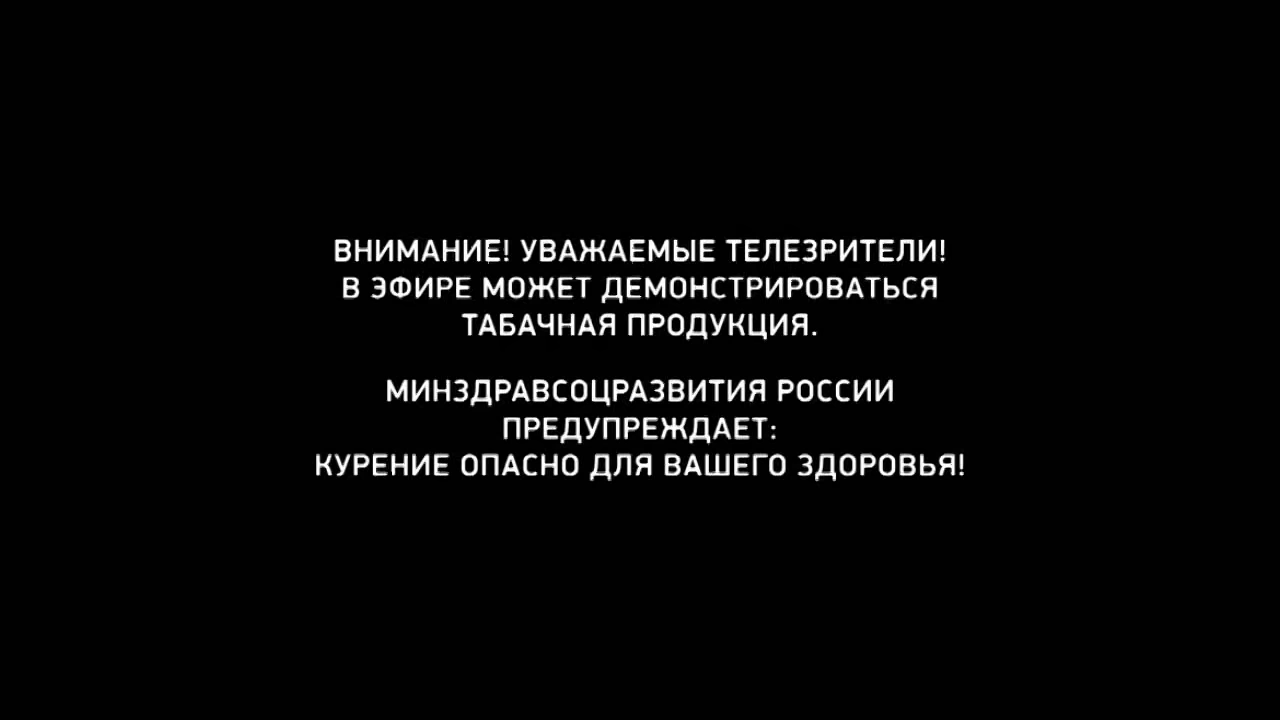 ВНИМАНИЕ! УВАЖАЕМЫЕ ТЕЛЕЗРИТЕЛИ!
В ЭФИРЕ МОЖЕТ ДЕМОНСТРИРОВАТЬСЯ
ТАБАЧНАЯ ПРОДУКЦИЯ.
МИНЗДРАВСОЦРАЗВИТИЯ РОССИИ
ПРЕДУПРЕЖДАЕТ:
КУРЕНИЕ ОПАСНО ДЛЯ ВАШЕГО ЗДОРОВЬЯ!